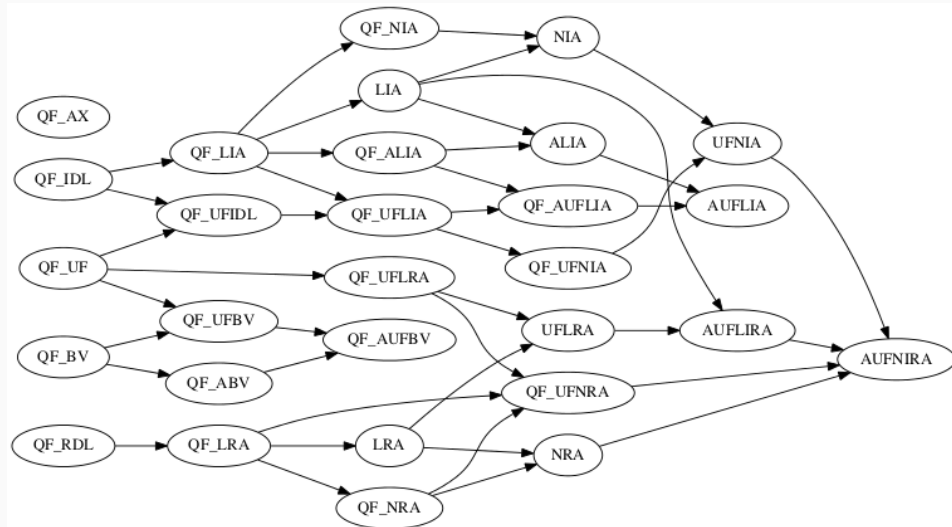 QF_NIA
NIA
LIA
QF_AX
QF_LIA
QF_ALIA
ALIA
UFNIA
QF_IDL
QF_UFIDL
QF_UFLIA
QF_AUFLIA
AUFLIA
QF_UF
QF_UFLRA
QF_UFNIA
QF_UFBV
QF_AUFBV
UFLRA
AUFLIRA
QF_BV
QF_ABV
QF_UFNRA
AUFNIRA
QF_RDL
QF_LRA
LRA
NRA
QF_NRA